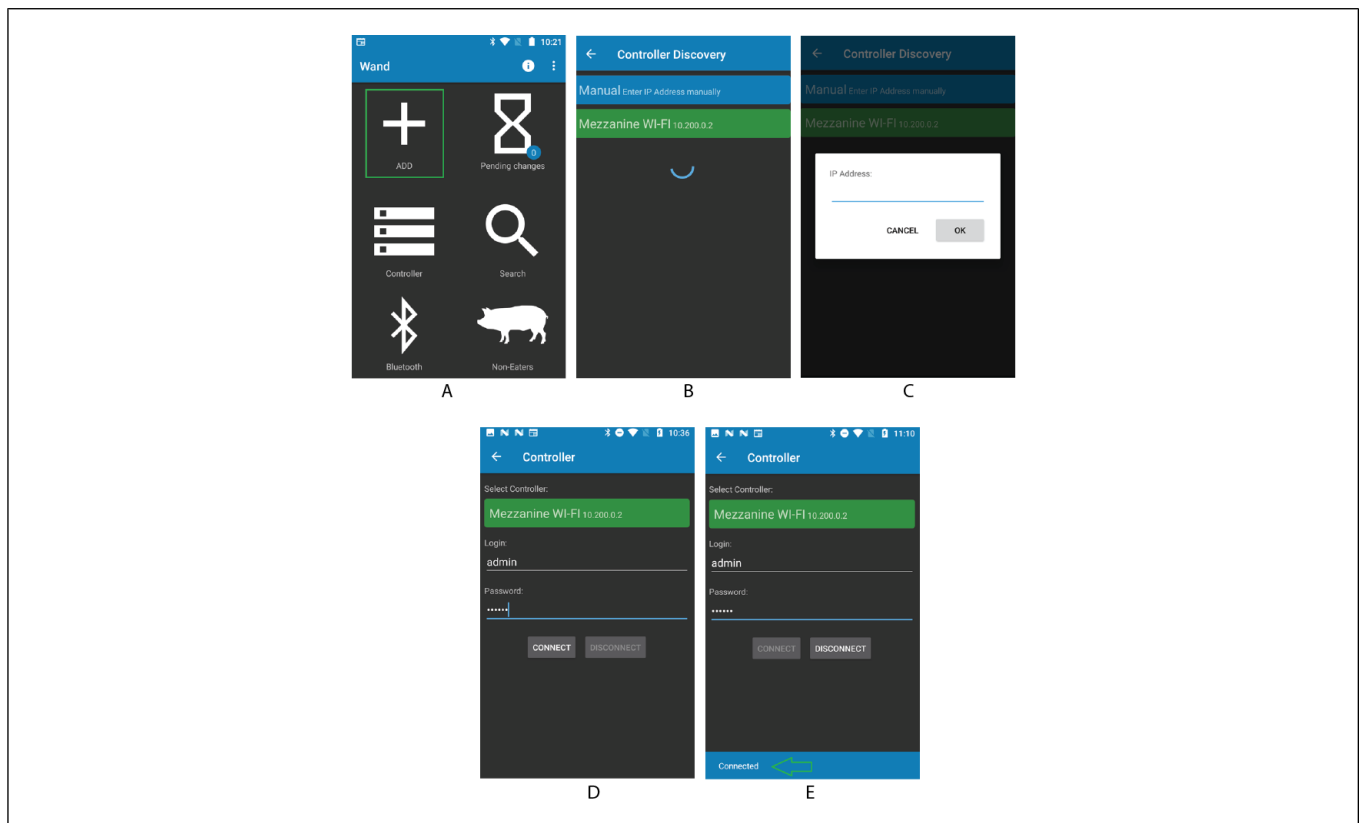 10:21
Wand
ADD
0
Pending changes
Controller
Search
Bluetooth
Non-Eaters
A
Controller Discovery
Manual Enter IP Address manually
Mezzanine WI-FI 10.200.0.2
B
Controller Discovery
Manual Enter IP Address manually
Mezzanine WI-FI 10.200.0.2
IP Address:
CANCEL OK
C
10:36
Controller
Select Controller:
Mezzanine WI-FI 10.200.0.2
Login:
admin
Password:
••••••
CONNECT DISCONNECT
D
11:10
Controller
Select Controller:
Mezzanine WI-FI 10.200.0.2
Login:
admin
Password:
••••••
CONNECT DISCONNECT
Connected
E